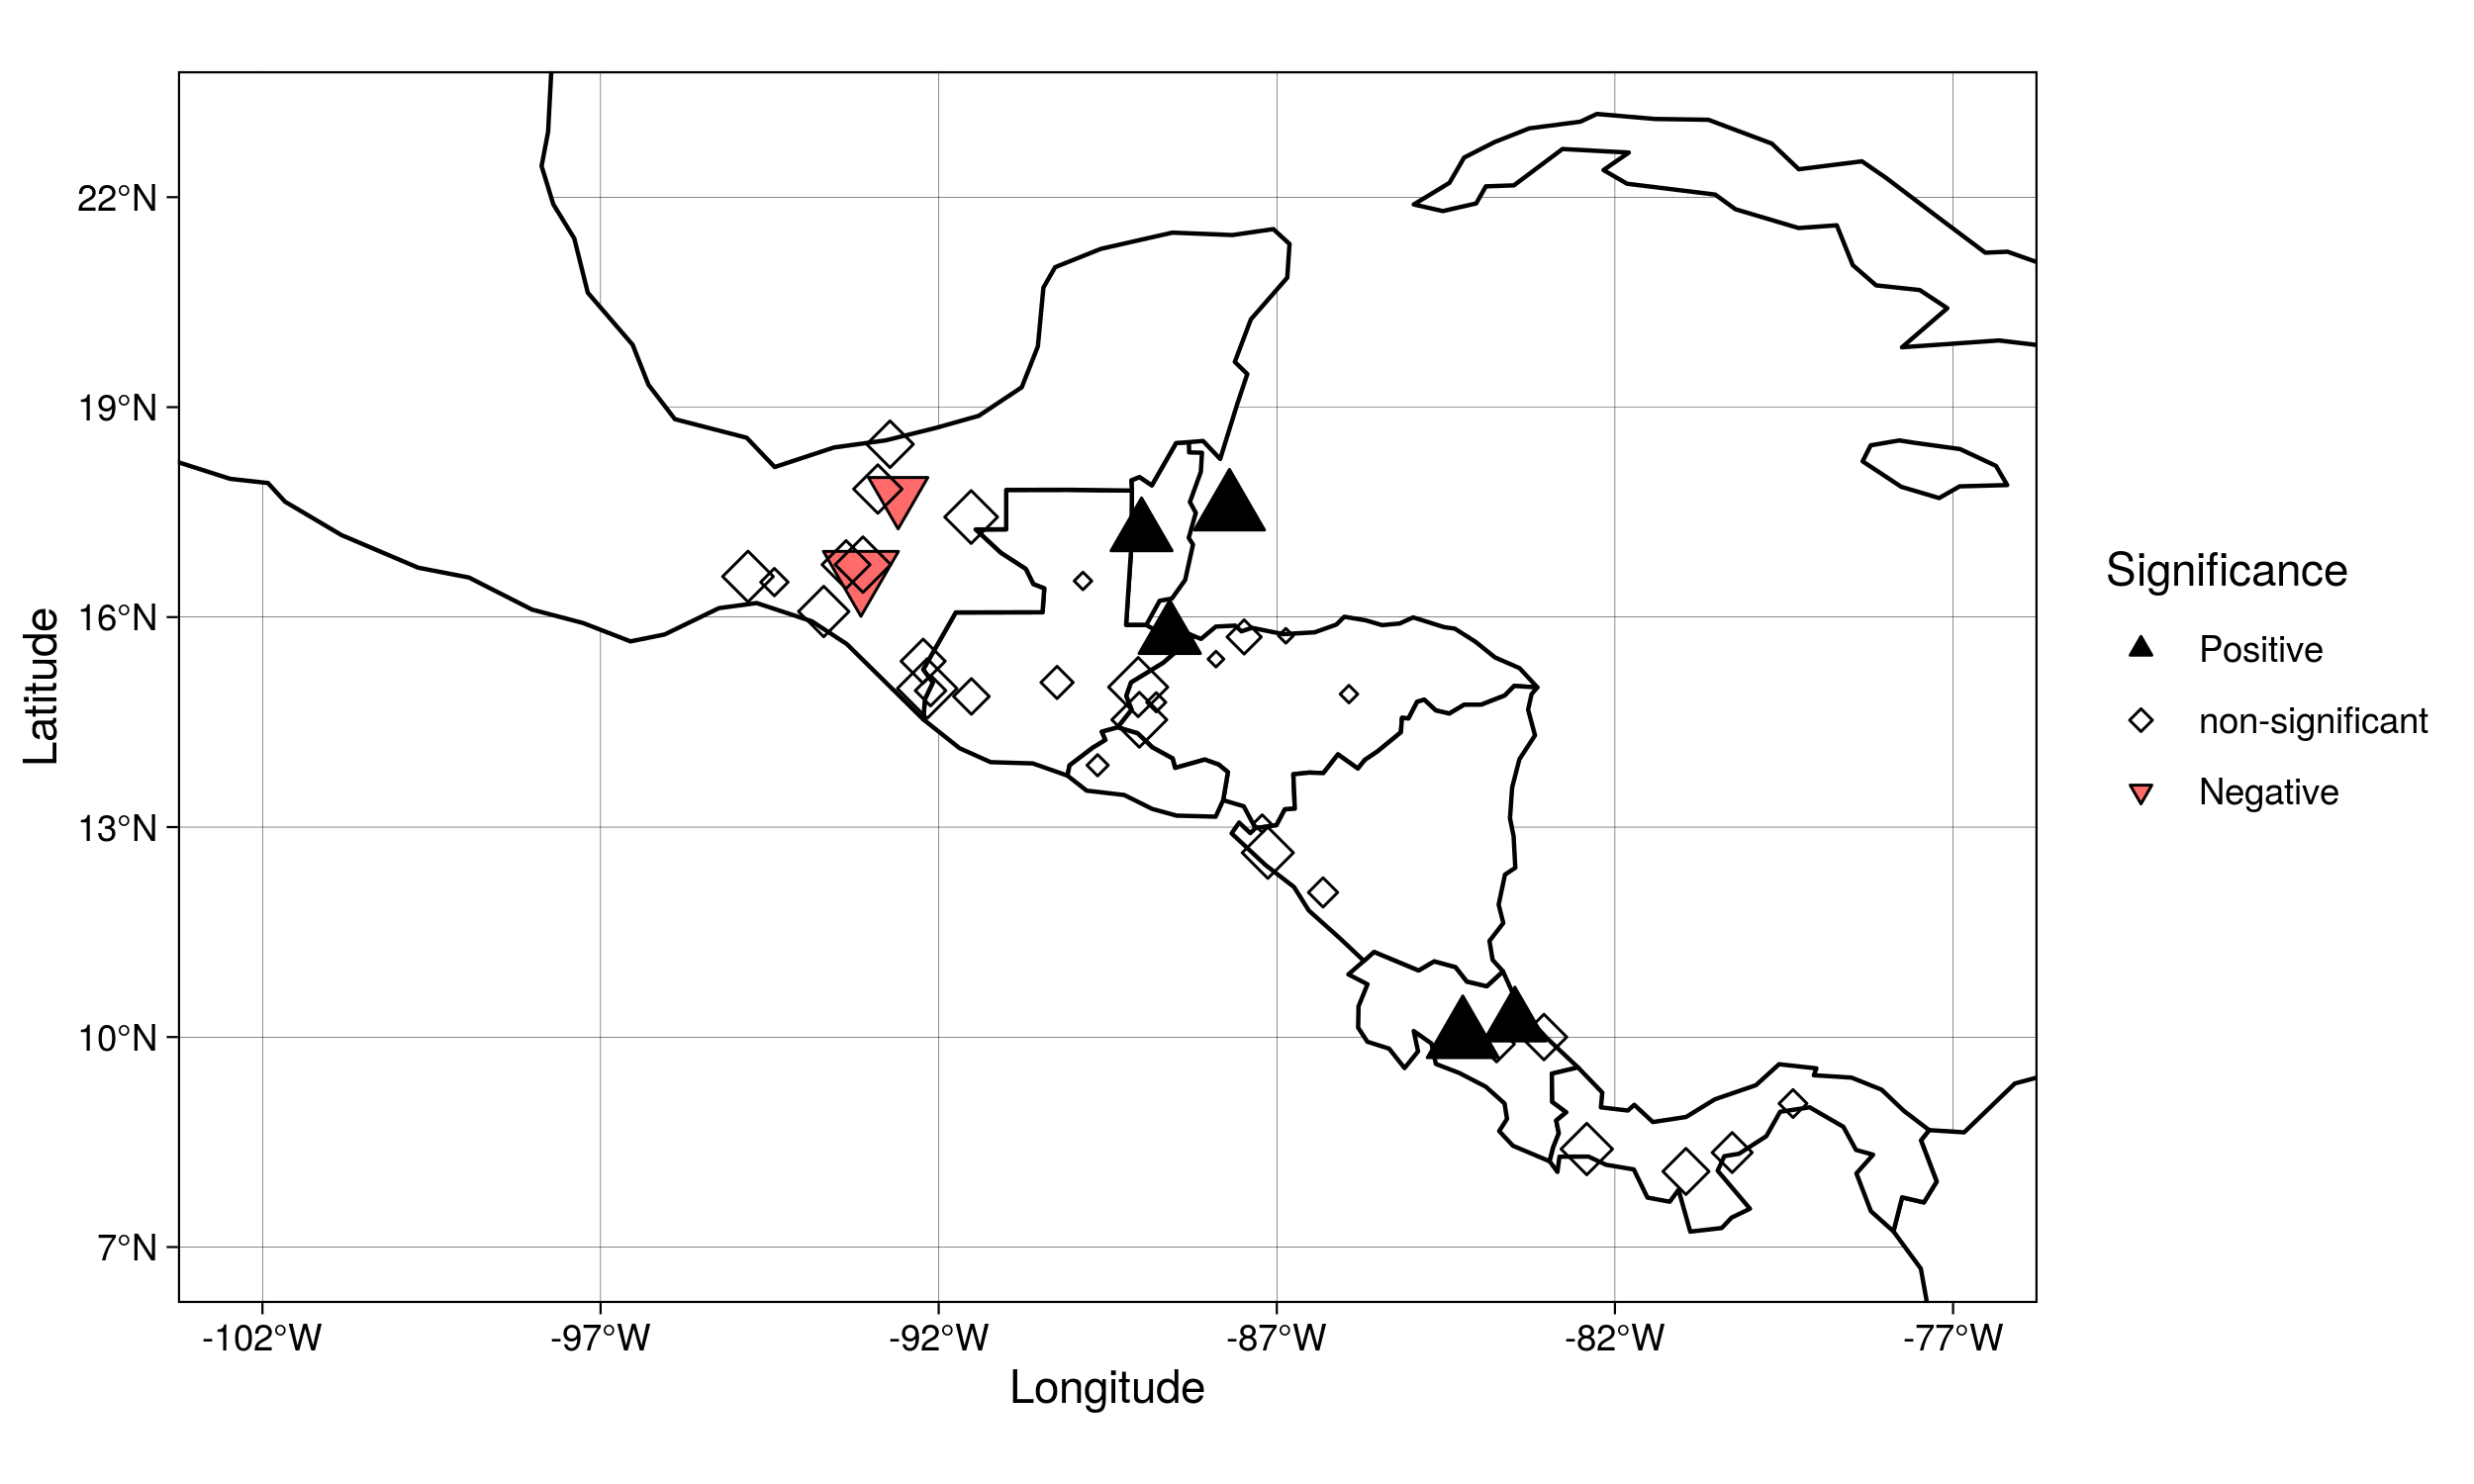 22°N
19°N
16°N
13°N
10°N
7°N
Latitude
-102°W
-97°W
-92°W
-87°W
-82°W
-77°W
Longitude
Significance
Positive
non-significant
Negative